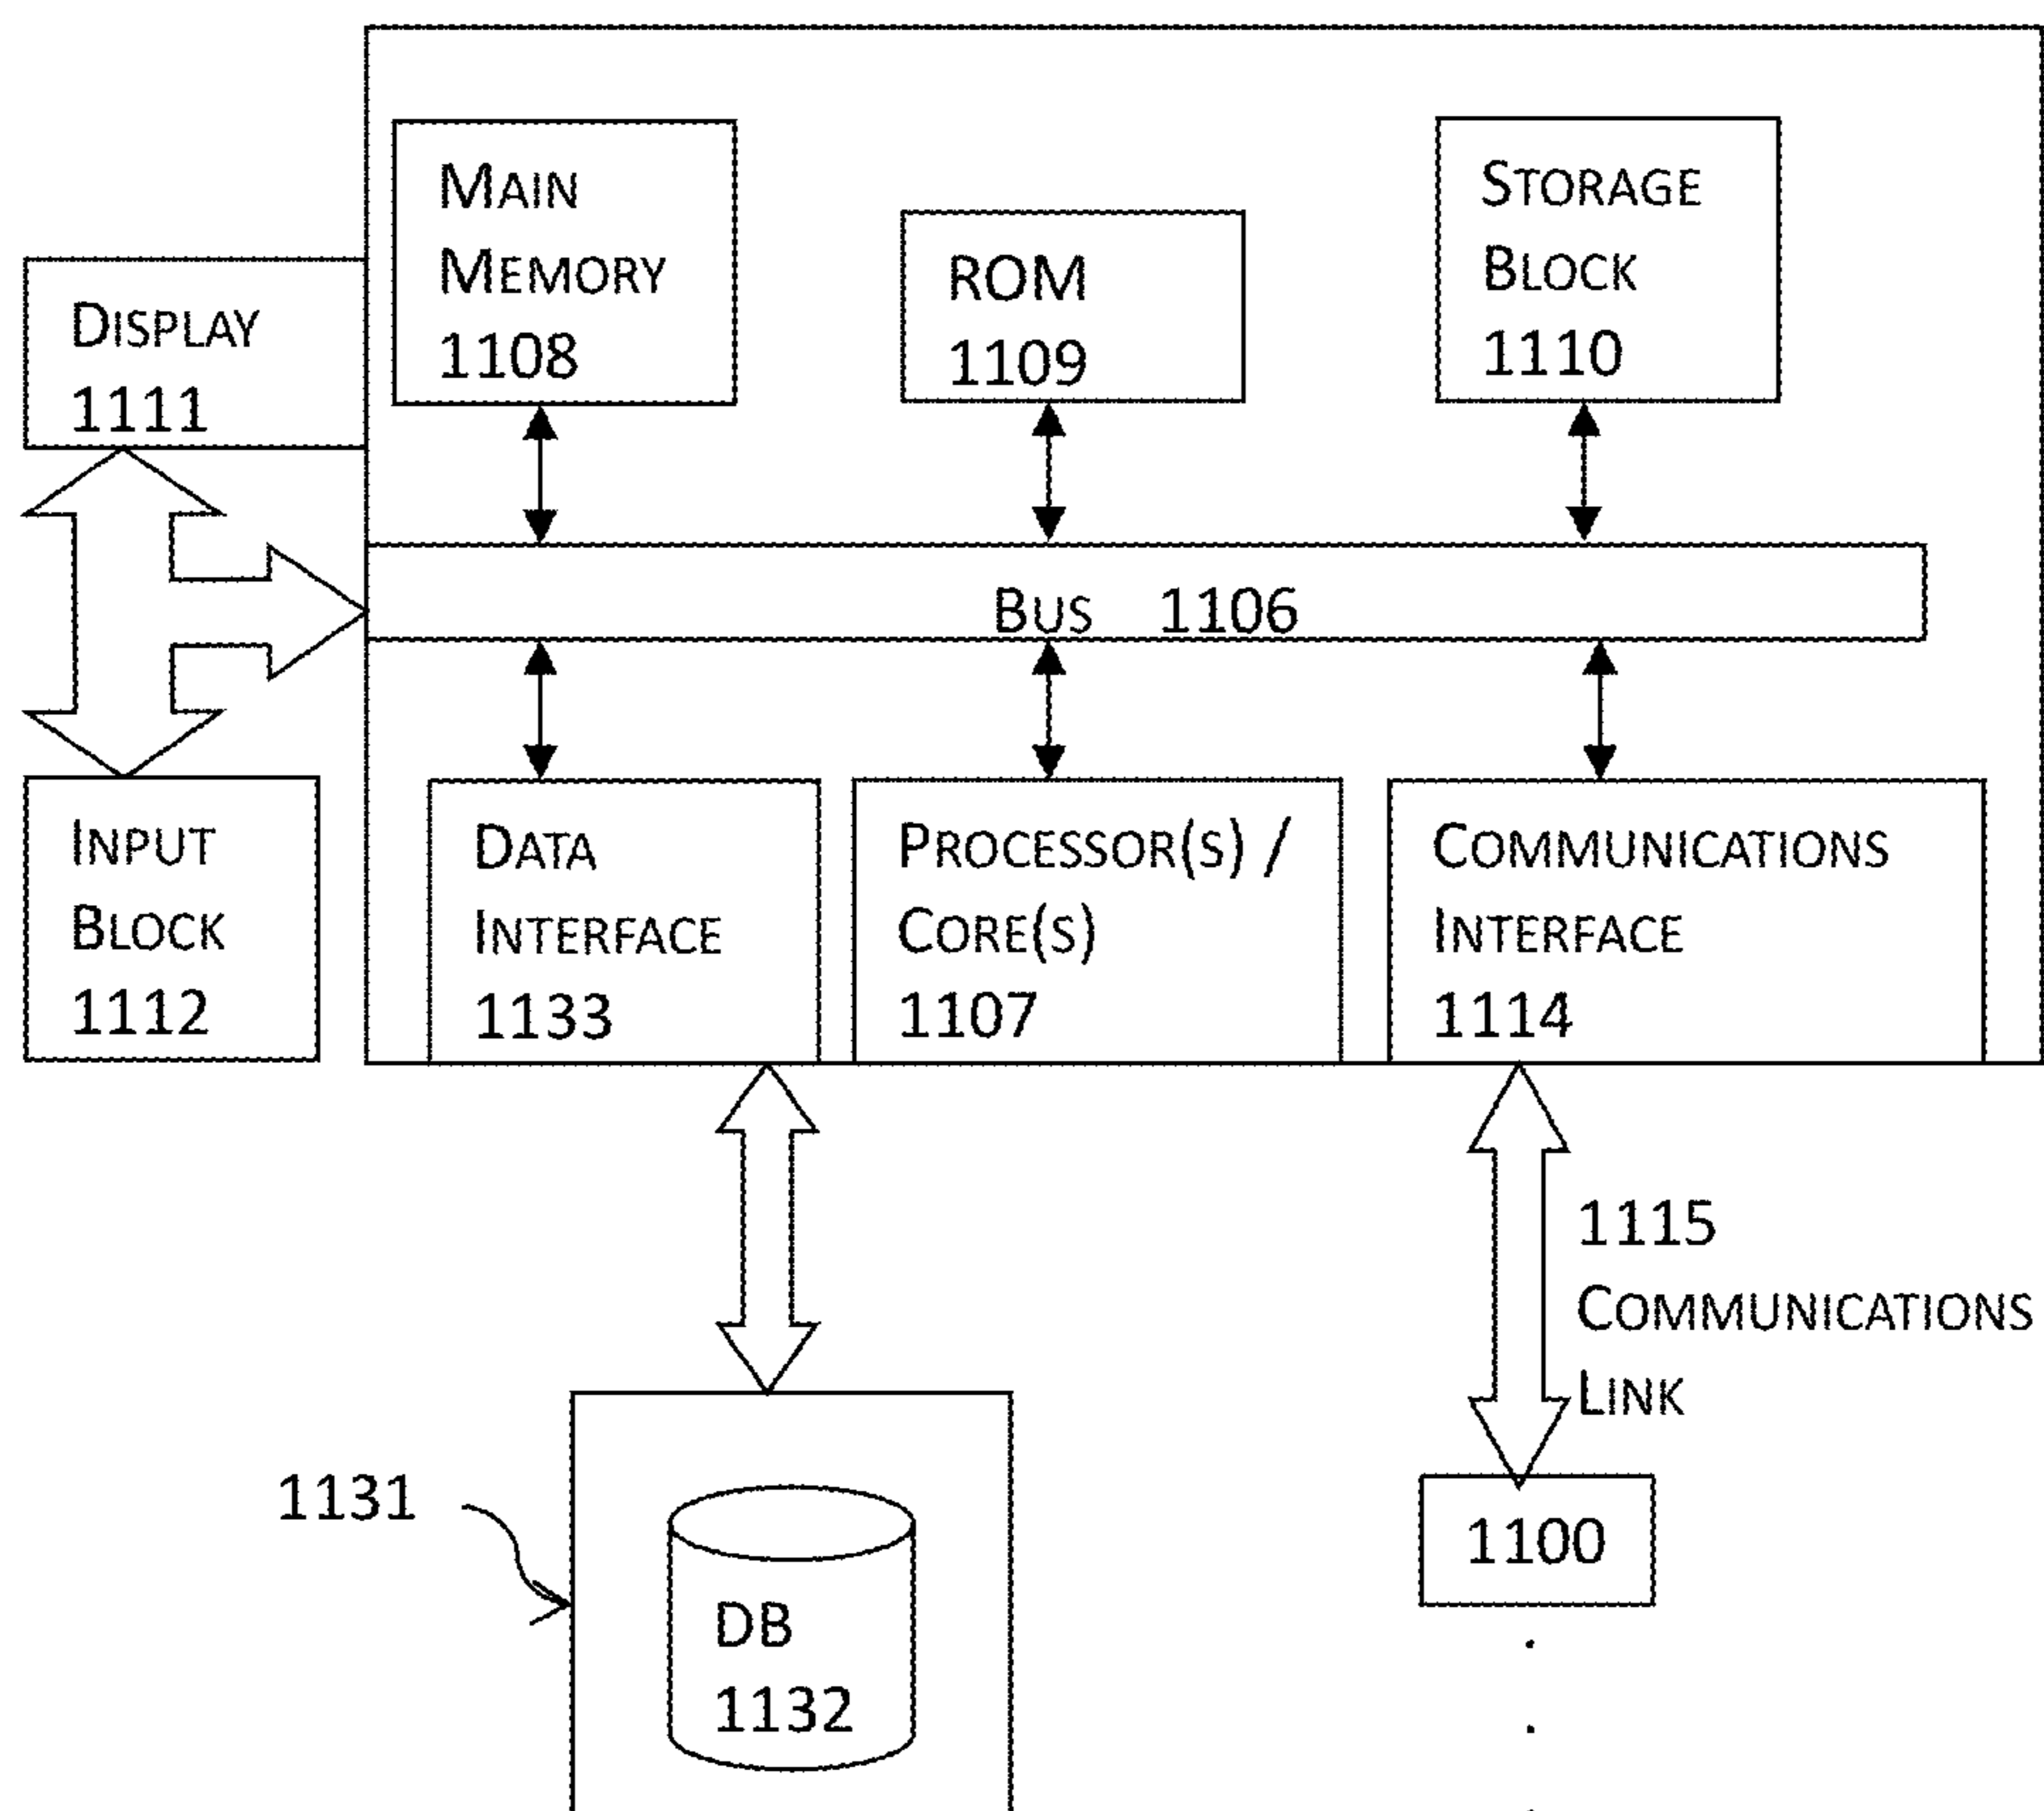 MAIN
MEMORY
1108
ROM
1109
STORAGE
BLOCK
1110
DISPLAY
1111
BUS 1106
INPUT
BLOCK
1112
DATA
INTERFACE
1133
PROCESSOR(S) /
CORE(S)
1107
COMMUNICATIONS
INTERFACE
1114
1115
COMMUNICATIONS
LINK
1131
DB
1132
1100